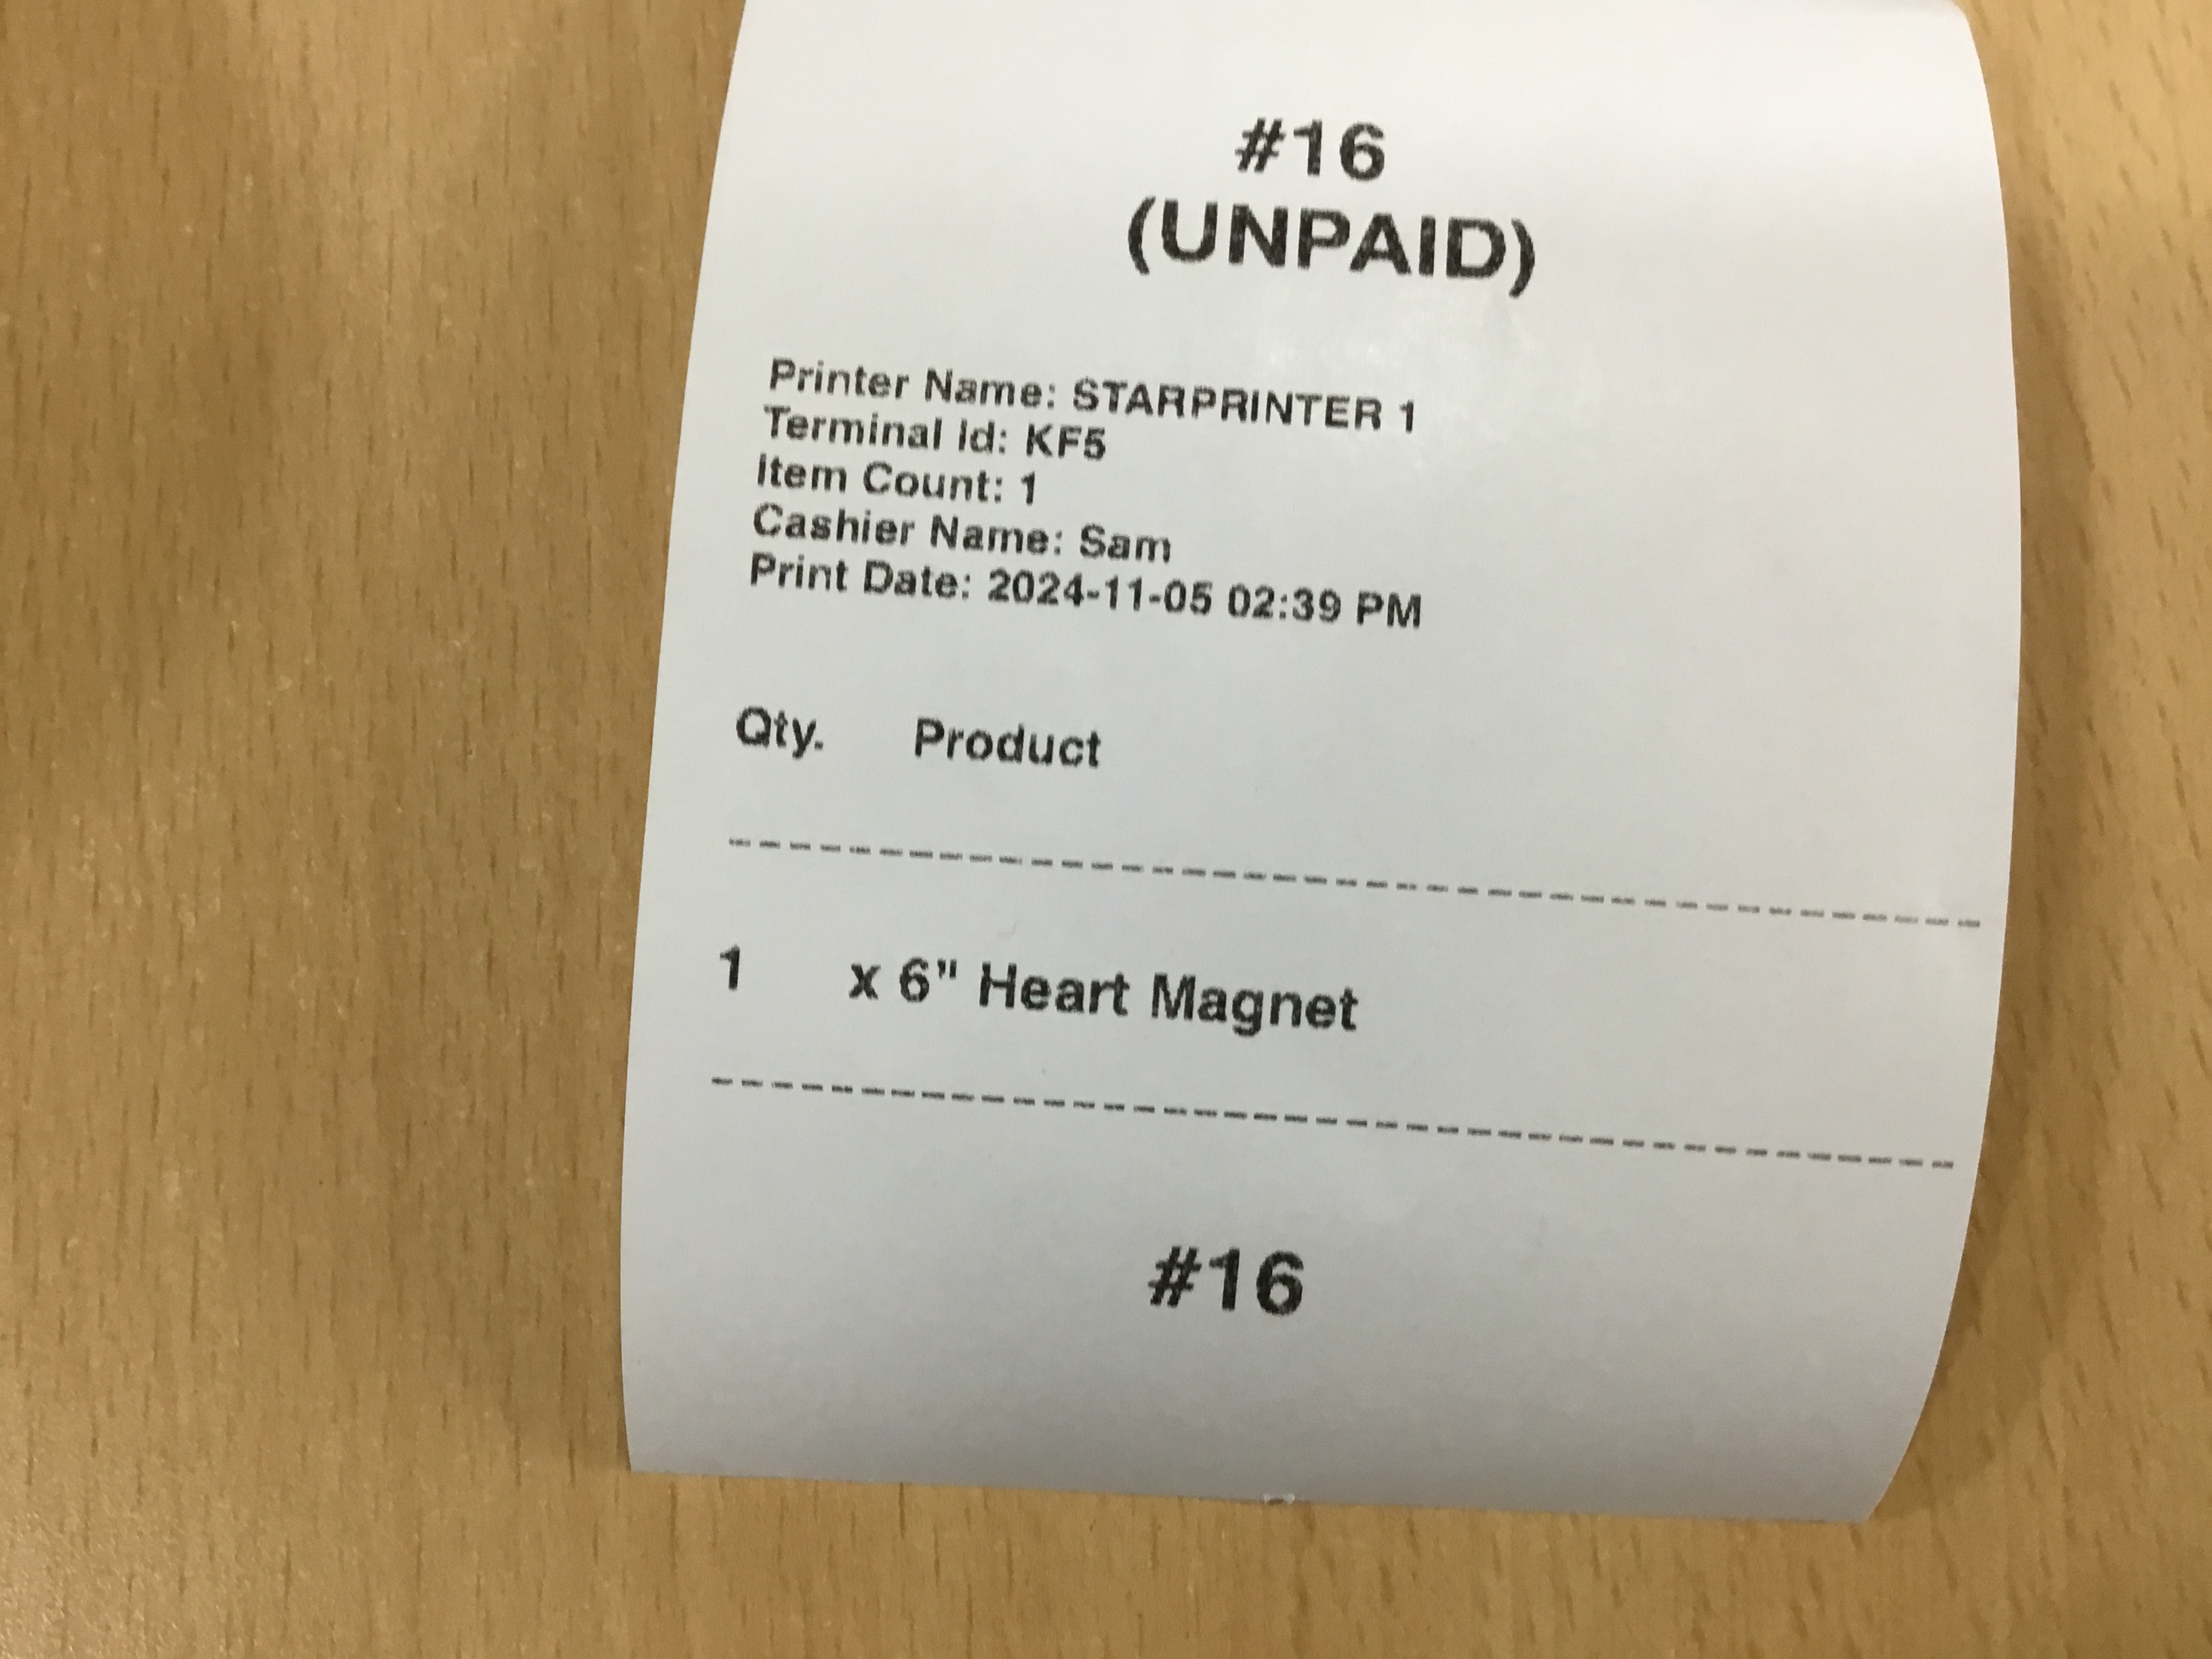 #16
(UNPAID)
Printer Name: STARPRINTER 1
Terminal Id: KF5
Item Count: 1
Cashier Name: Sam
Print Date: 2024-11-05 02:39 PM
Qty. Product
1 x 6" Heart Magnet
#16